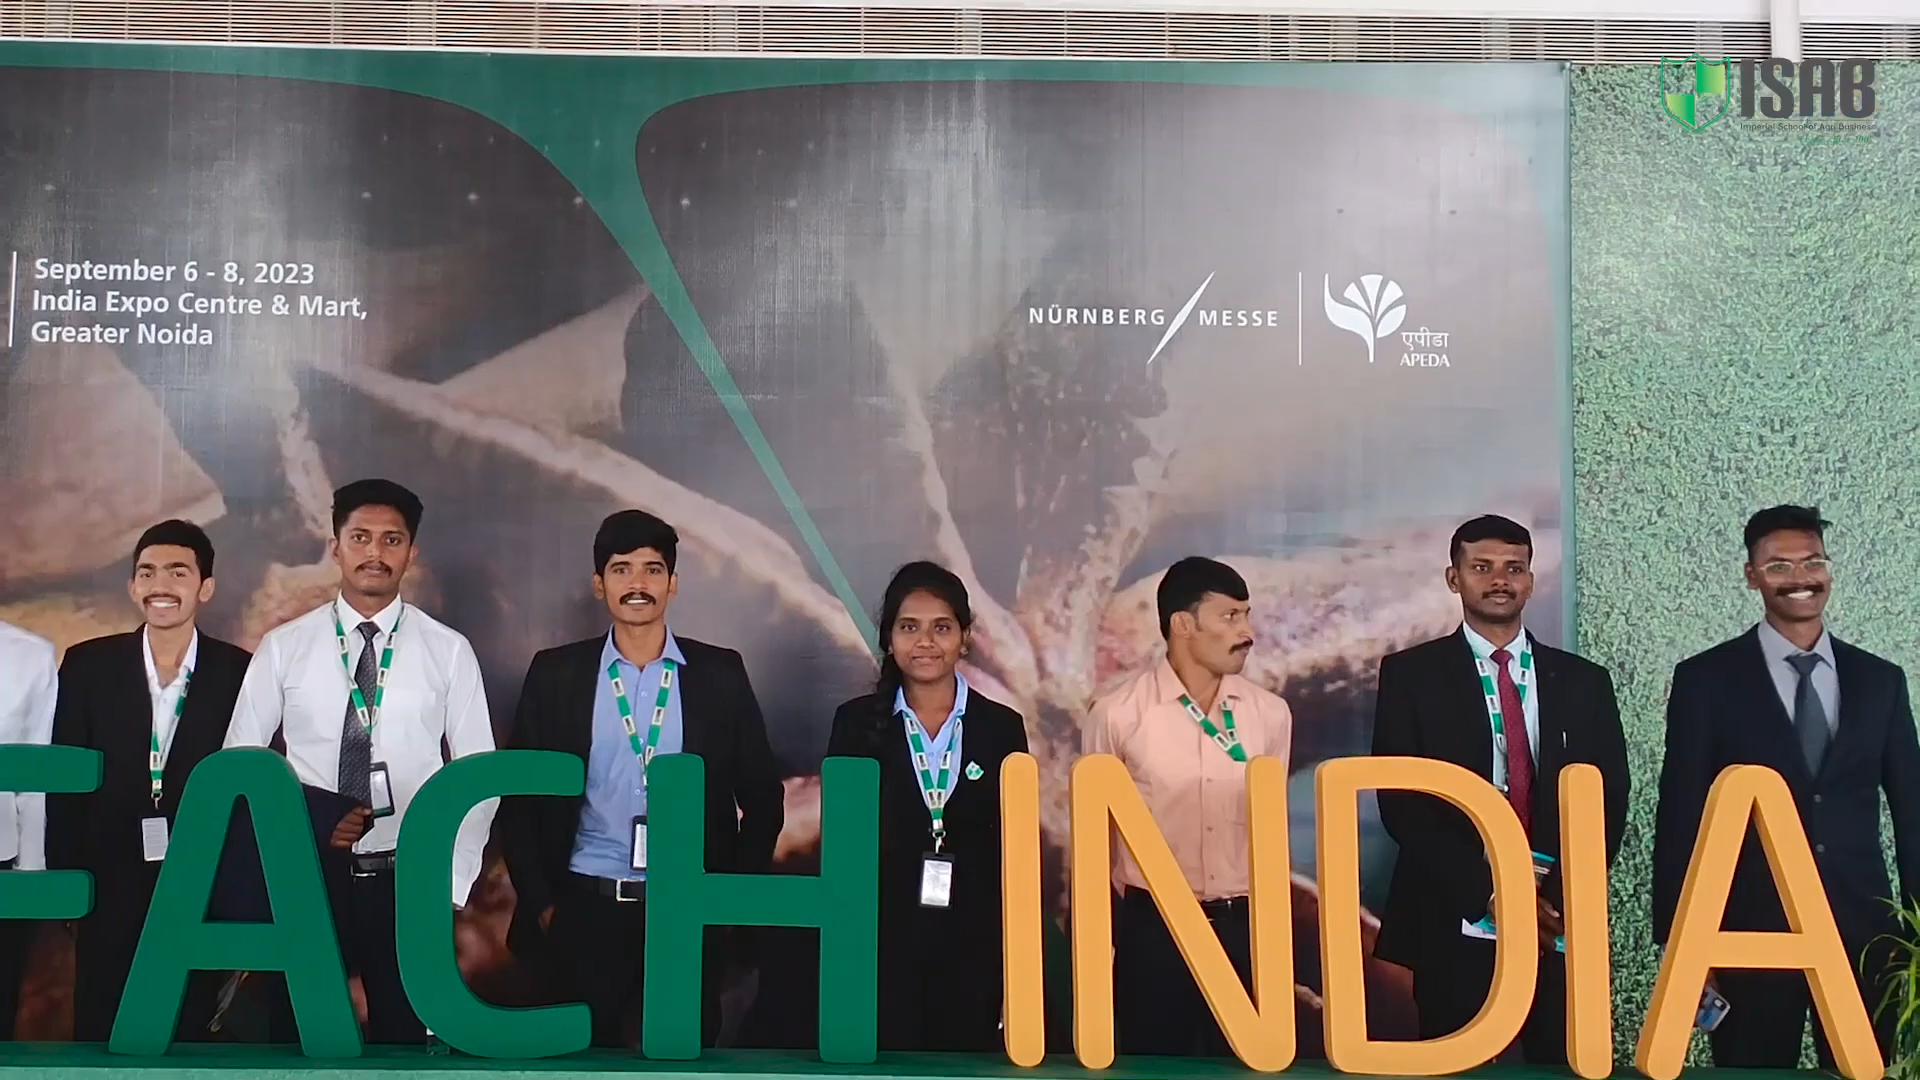 ISAB
Imperial School of Agri Business
September 6 - 8, 2023
India Expo Centre & Mart,
Greater Noida
NÜRNBERG MESSE
एपीडा
APEDA
FACH INDIA